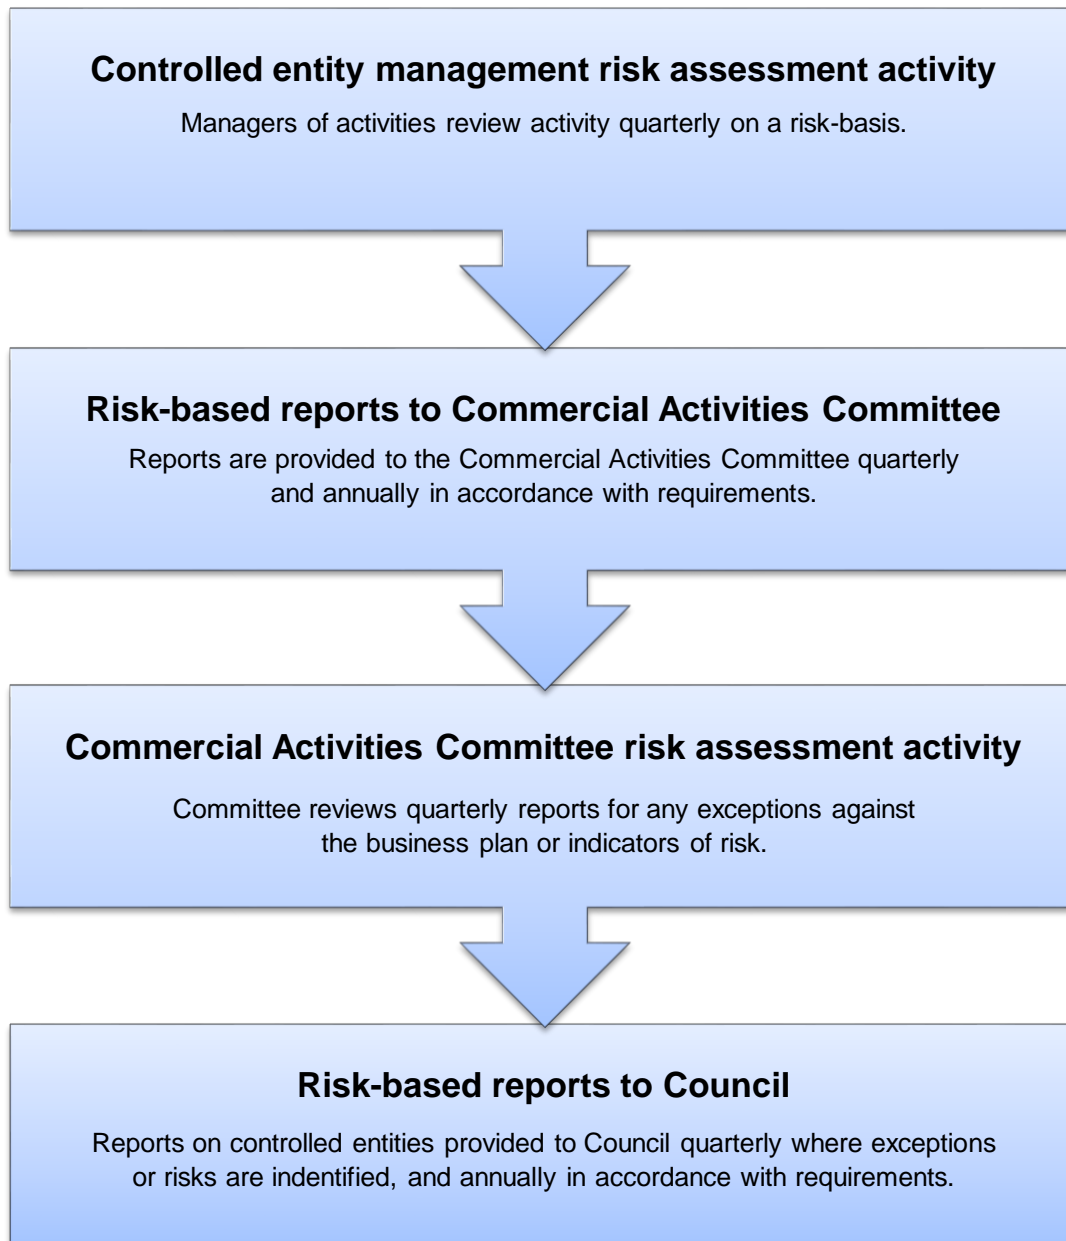 Controlled entity management risk assessment activity
Managers of activities review activity quarterly on a risk-basis.
Risk-based reports to Commercial Activities Committee
Reports are provided to the Commercial Activities Committee quarterly
and annually in accordance with requirements.
Commercial Activities Committee risk assessment activity
Committee reviews quarterly reports for any exceptions against
the business plan or indicators of risk.
Risk-based reports to Council
Reports on controlled entities provided to Council quarterly where exceptions
or risks are indentified, and annually in accordance with requirements.